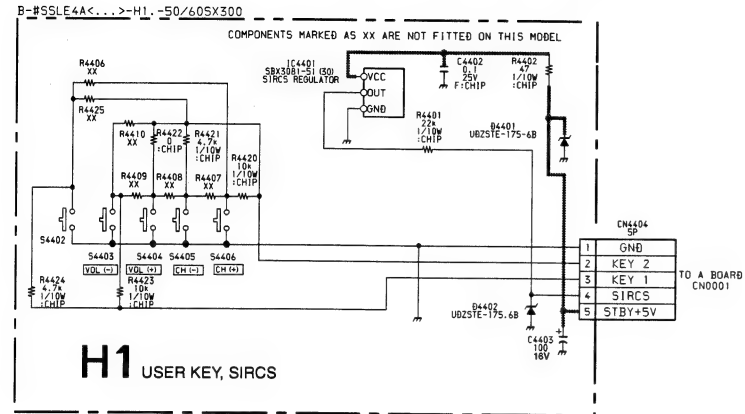 B-#SSLE4A<...>-H1.-50/60SX300
COMPONENTS MARKED AS XX ARE NOT FITTED ON THIS MODEL
R4406
XX
R4425
XX
R4410
XX
R4422
0
:CHIP
R4421
4.7k
1/10W
:CHIP
R4420
10k
1/10W
:CHIP
R4409
XX
R4408
XX
R4407
XX
S4402
S4403
VOL (-)
S4404
VOL (+)
S4405
CH (-)
S4406
CH (+)
R4424
4.7k
1/10W
:CHIP
R4423
10k
1/10W
:CHIP
IC4401
SBX3081-51 (30)
SIRCS REGULATOR
VCC
OUT
GND
C4402
0.1
25V
F:CHIP
R4402
47
1/10W
:CHIP
R4401
22k
1/10W
:CHIP
D4401
UDZSTE-175-6B
D4402
UDZSTE-175.6B
C4403
100
16V
+
CN4404
5P
1 GND
2 KEY 2
3 KEY 1
4 SIRCS
5 STBY+5V
TO A BOARD
CN0001
H1 USER KEY, SIRCS